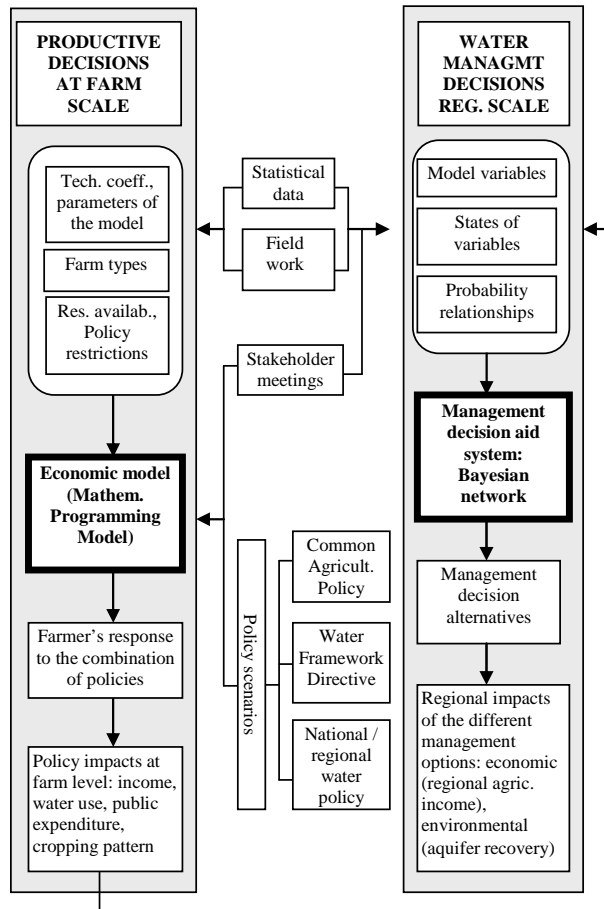 PRODUCTIVE
DECISIONS
AT FARM
SCALE
Tech. coeff.,
parameters of
the model
Farm types
Res. availab.,
Policy
restrictions
Economic model
(Mathem.
Programming
Model)
Farmer's response
to the combination
of policies
Policy impacts at
farm level: income,
water use, public
expenditure,
cropping pattern
Statistical
data
Field
work
Stakeholder
meetings
Policy scenarios
Common
Agricult.
Policy
Water
Framework
Directive
National /
regional
water
policy
WATER
MANAGMT
DECISIONS
REG. SCALE
Model variables
States of
variables
Probability
relationships
Management
decision aid
system:
Bayesian
network
Management
decision
alternatives
Regional impacts
of the different
management
options: economic
(regional agric.
income),
environmental
(aquifer recovery)